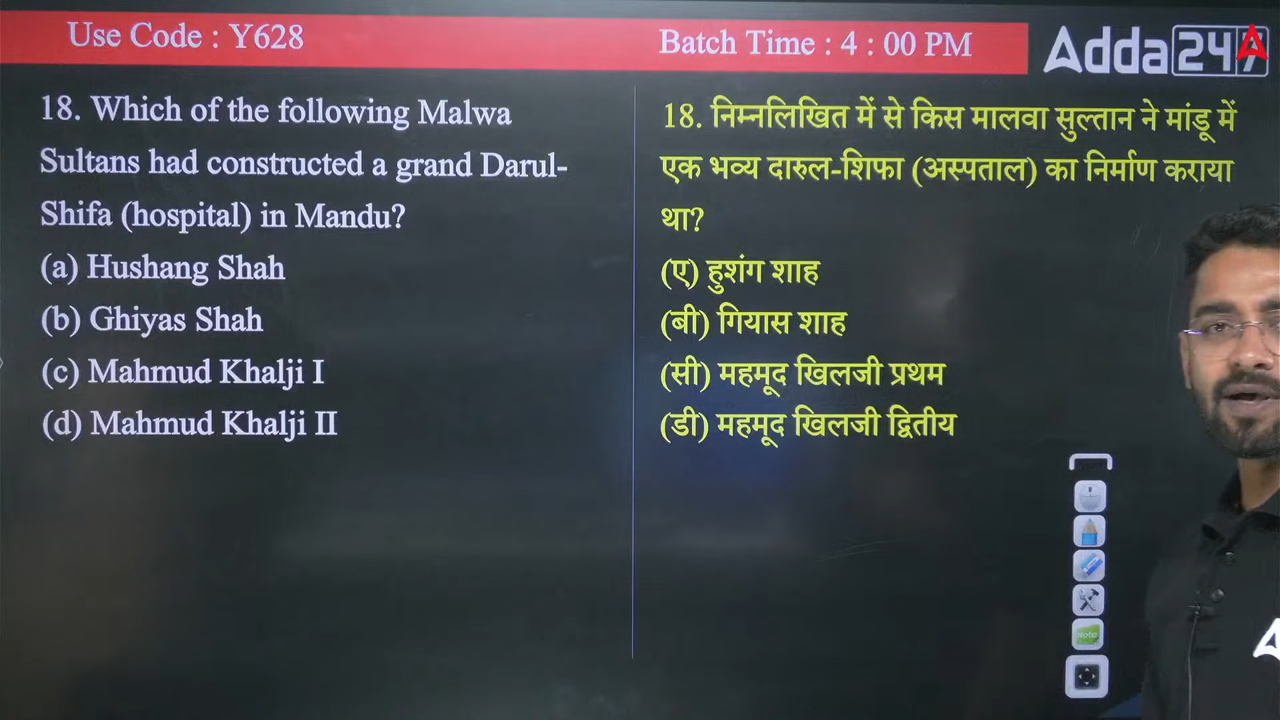 Use Code : Y628
Batch Time : 4 : 00 PM
Adda247
18. Which of the following Malwa
Sultans had constructed a grand Darul-
Shifa (hospital) in Mandu?
(a) Hushang Shah
(b) Ghiyas Shah
(c) Mahmud Khalji I
(d) Mahmud Khalji II
18. निम्नलिखित में से किस मालवा सुल्तान ने मांडू में
एक भव्य दारुल-शिफा (अस्पताल) का निर्माण कराया
था?
(ए) हुशंग शाह
(बी) गियास शाह
(सी) महमूद खिलजी प्रथम
(डी) महमूद खिलजी द्वितीय
Note